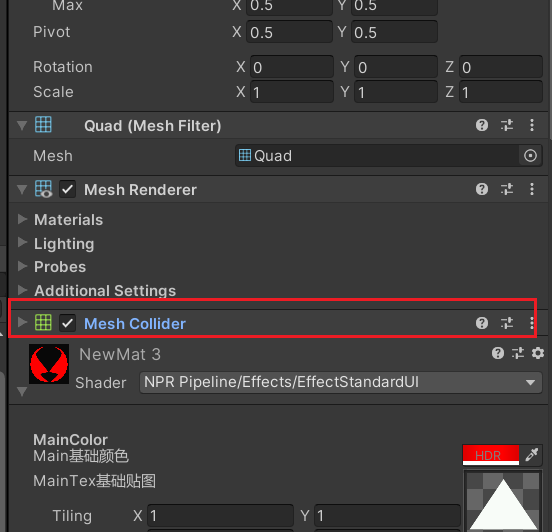 Max X 0.5 Y 0.5
Pivot X 0.5 Y 0.5
Rotation X 0 Y 0 Z 0
Scale X 1 Y 1 Z 1
Quad (Mesh Filter)
Mesh Quad
Mesh Renderer
Materials
Lighting
Probes
Additional Settings
Mesh Collider
NewMat 3
Shader NPR Pipeline/Effects/EffectStandardUI
MainColor
Main基础颜色 HDR
MainTex基础贴图
Tiling X 1 Y 1